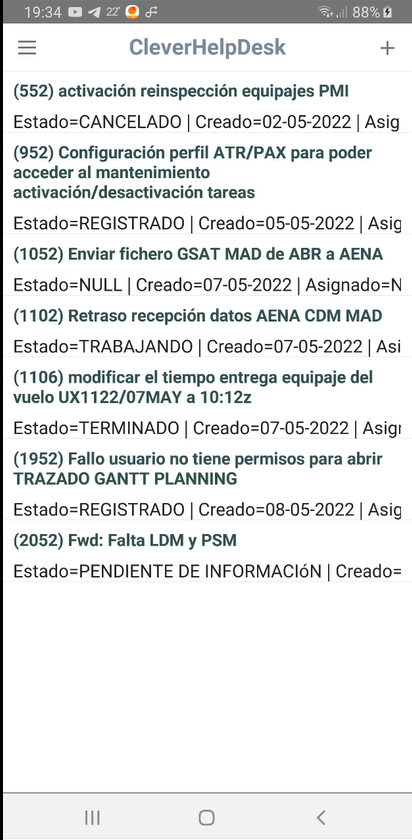 19:34 22° 88%
CleverHelpDesk
(552) activación reinspección equipajes PMI
Estado=CANCELADO | Creado=02-05-2022 | Asig
(952) Configuración perfil ATR/PAX para poder
acceder al mantenimiento
activación/desactivación tareas
Estado=REGISTRADO | Creado=05-05-2022 | Asig
(1052) Enviar fichero GSAT MAD de ABR a AENA
Estado=NULL | Creado=07-05-2022 | Asignado=N
(1102) Retraso recepción datos AENA CDM MAD
Estado=TRABAJANDO | Creado=07-05-2022 | Asi
(1106) modificar el tiempo entrega equipaje del
vuelo UX1122/07MAY a 10:12z
Estado=TERMINADO | Creado=07-05-2022 | Asig
(1952) Fallo usuario no tiene permisos para abrir
TRAZADO GANTT PLANNING
Estado=REGISTRADO | Creado=08-05-2022 | Asig
(2052) Fwd: Falta LDM y PSM
Estado=PENDIENTE DE INFORMACIóN | Creado=